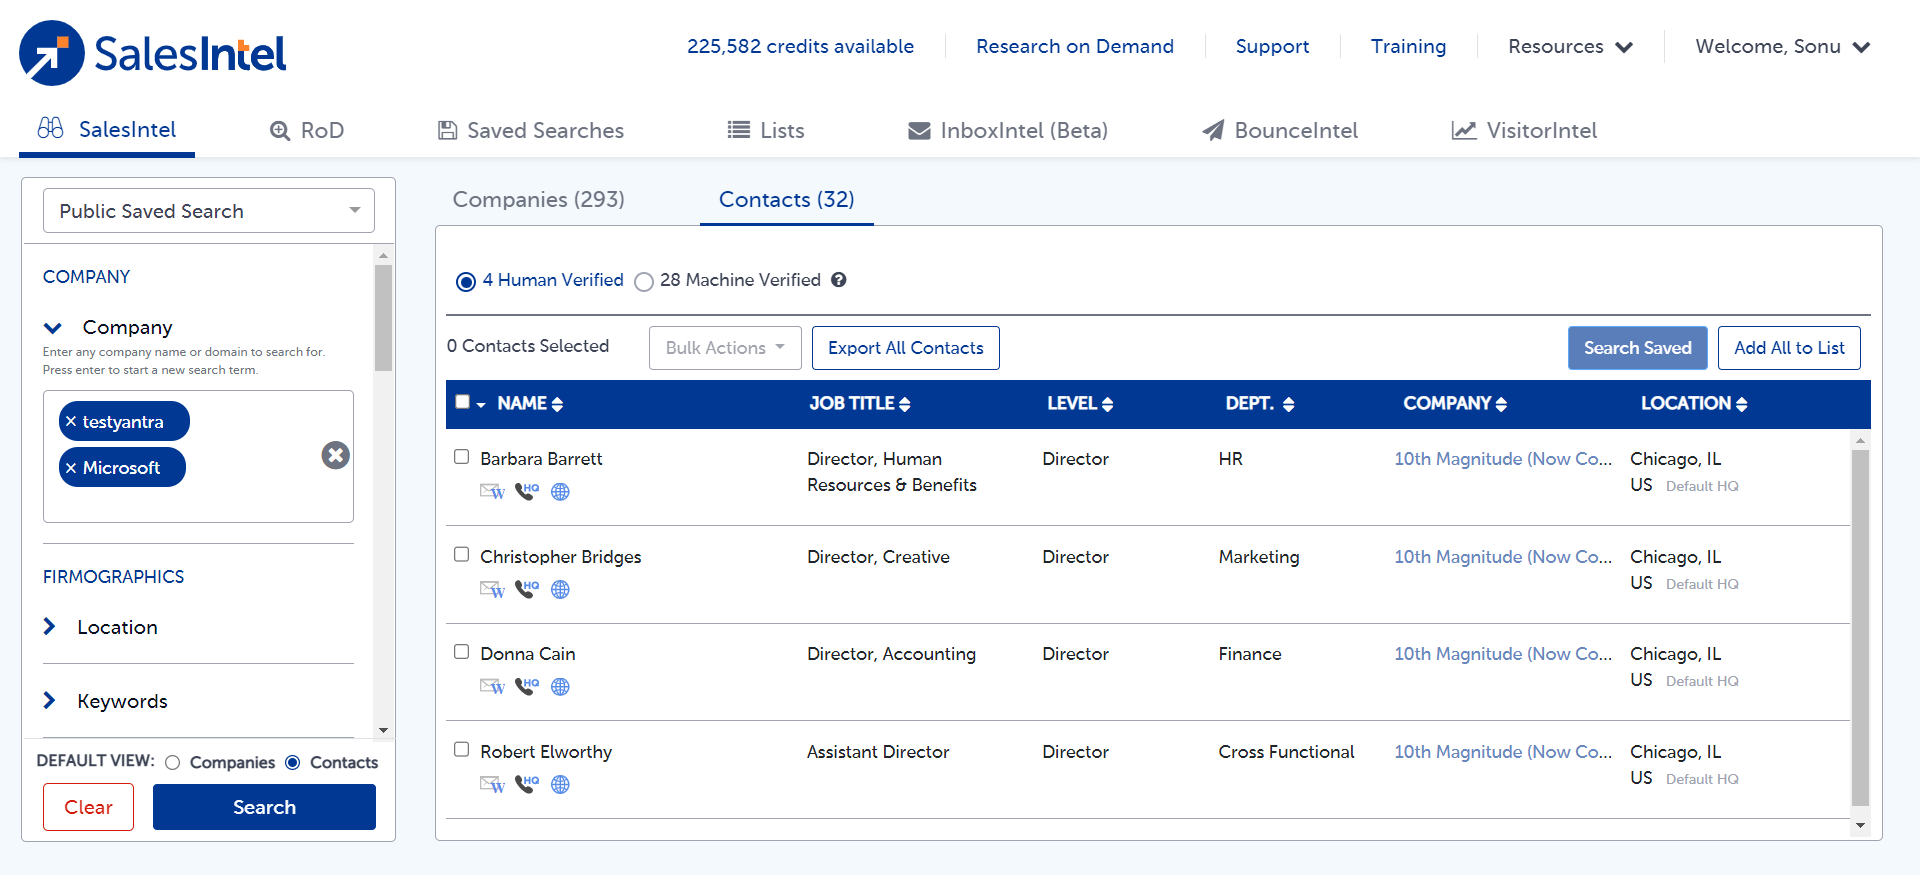 SalesIntel
225,582 credits available
Research on Demand
Support
Training
Resources
Welcome, Sonu
SalesIntel
RoD
Saved Searches
Lists
InboxIntel (Beta)
BounceIntel
VisitorIntel
Public Saved Search
COMPANY
Company
Enter any company name or domain to search for.
Press enter to start a new search term.
× testyantra
× Microsoft
FIRMOGRAPHICS
Location
Keywords
DEFAULT VIEW: Companies Contacts
Clear
Search
Companies (293)
Contacts (32)
4 Human Verified
28 Machine Verified ?
0 Contacts Selected
Bulk Actions
Export All Contacts
Search Saved
Add All to List
NAME JOB TITLE LEVEL DEPT. COMPANY LOCATION
Barbara Barrett Director, Human Director HR 10th Magnitude (Now Co... Chicago, IL
W HQ Resources & Benefits US Default HQ
Christopher Bridges Director, Creative Director Marketing 10th Magnitude (Now Co... Chicago, IL
W HQ US Default HQ
Donna Cain Director, Accounting Director Finance 10th Magnitude (Now Co... Chicago, IL
W HQ US Default HQ
Robert Elworthy Assistant Director Director Cross Functional 10th Magnitude (Now Co... Chicago, IL
W HQ US Default HQ